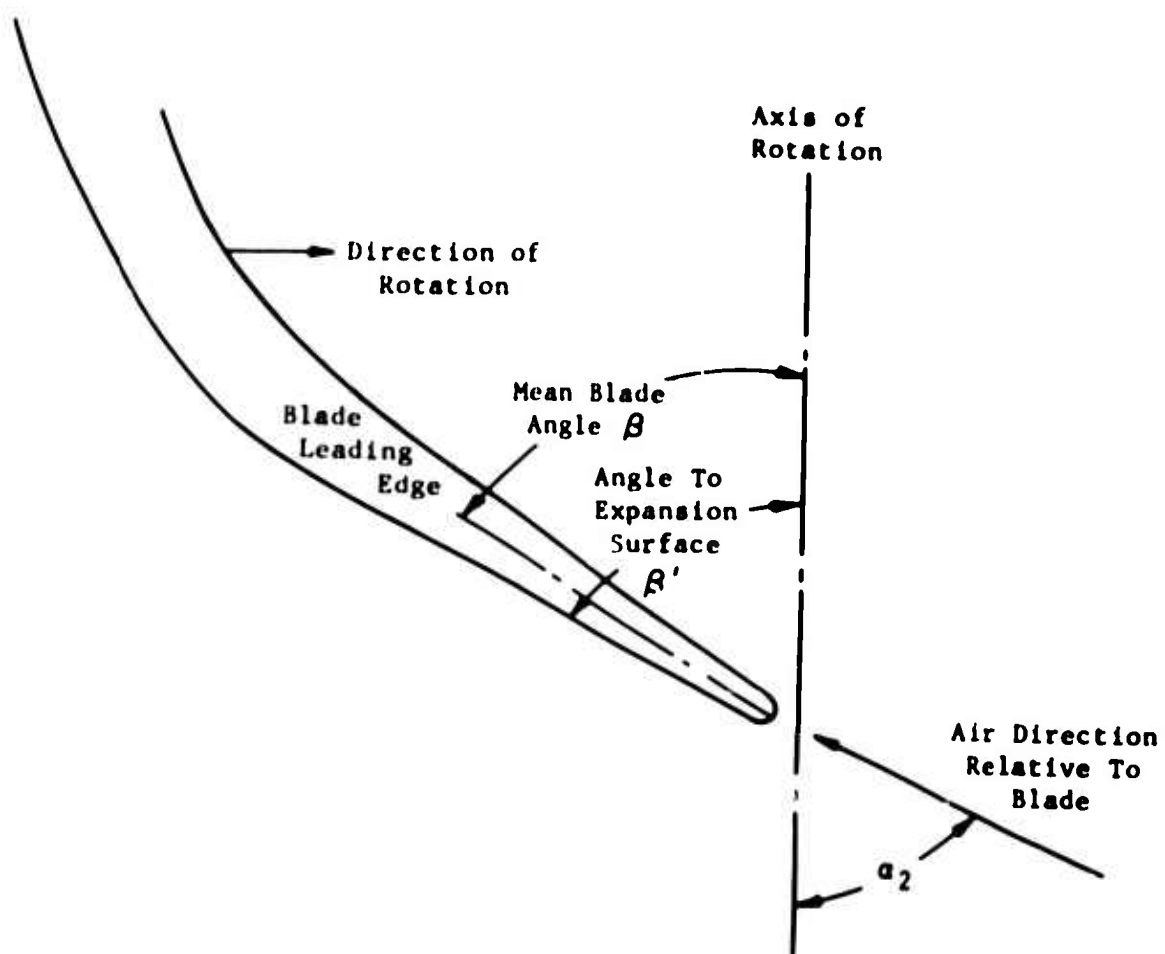 Axis of
Rotation
Direction of
Rotation
Mean Blade
Angle β
Blade
Leading
Edge
Angle To
Expansion
Surface
β'
Air Direction
Relative To
Blade
α2